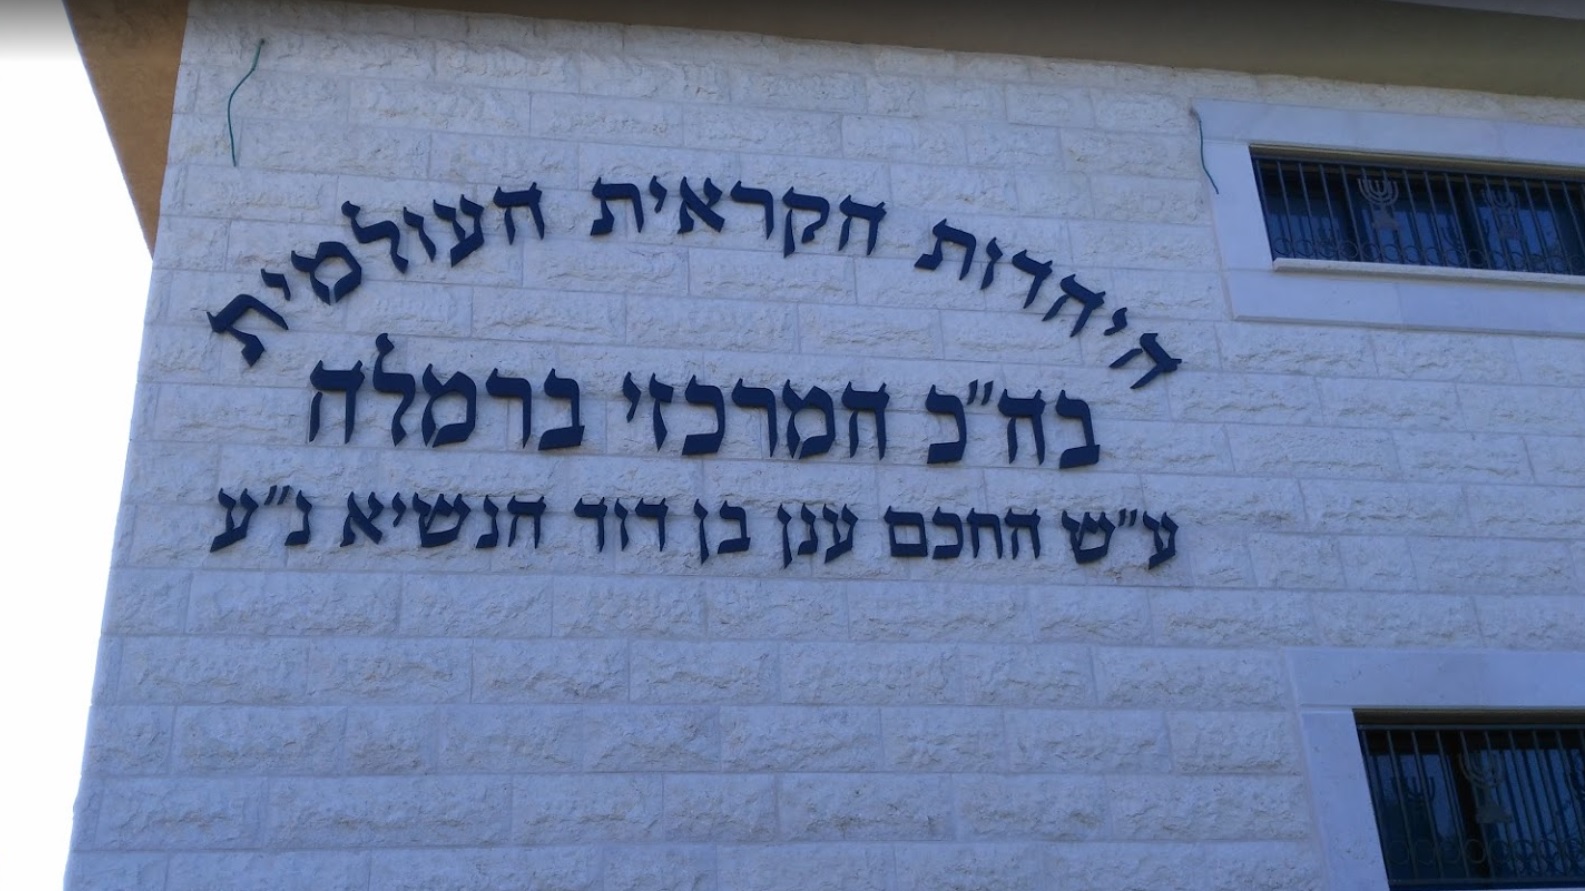 היהדות הקראית העולמית
בה"כ המרכזי ברמלה
ע"ש החכם ענן בן דוד הנשיא נ"ע